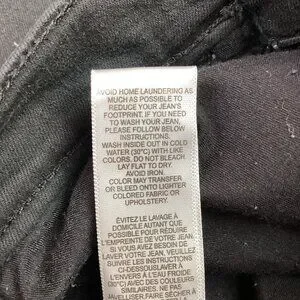 AVOID HOME LAUNDERING AS
MUCH AS POSSIBLE TO
REDUCE YOUR JEAN'S
FOOTPRINT. IF YOU NEED
TO WASH YOUR JEAN,
PLEASE FOLLOW BELOW
INSTRUCTIONS.
WASH INSIDE OUT IN COLD
WATER (30°C) WITH LIKE
COLORS. DO NOT BLEACH
LAY FLAT TO DRY.
AVOID IRON.
COLOR MAY TRANSFER
OR BLEED ONTO LIGHTER
COLORED FABRIC OR
UPHOLSTERY.
ÉVITEZ LE LAVAGE À
DOMICILE AUTANT QUE
POSSIBLE POUR RÉDUIRE
L'EMPREINTE DE VOTRE JEAN.
SI VOUS AVEZ BESOIN DE
LAVER VOTRE JEAN, VEUILLEZ
SUIVRE LES INSTRUCTIONS
CI-DESSOUS.LAVER À
L'ENVERS À L'EAU FROIDE
(30°C) AVEC DES COULEURS
SIMILAIRES. NE PAS
JAVELLISER.FAIRE SÉCHER À